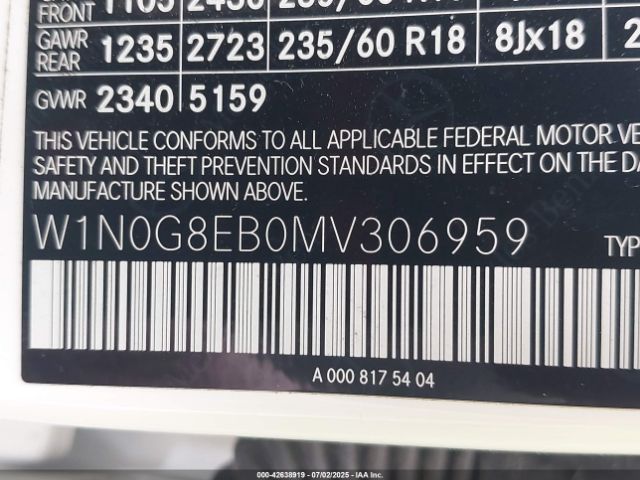 FRONT
GAWR REAR 1235 2723 235/60 R18 8Jx18
GVWR 2340 5159
THIS VEHICLE CONFORMS TO ALL APPLICABLE FEDERAL MOTOR
SAFETY AND THEFT PREVENTION STANDARDS IN EFFECT ON THE
MANUFACTURE SHOWN ABOVE.
W1N0G8EB0MV306959
A 000 817 54 04
000-42638919 - 07/02/2025 - IAA Inc.